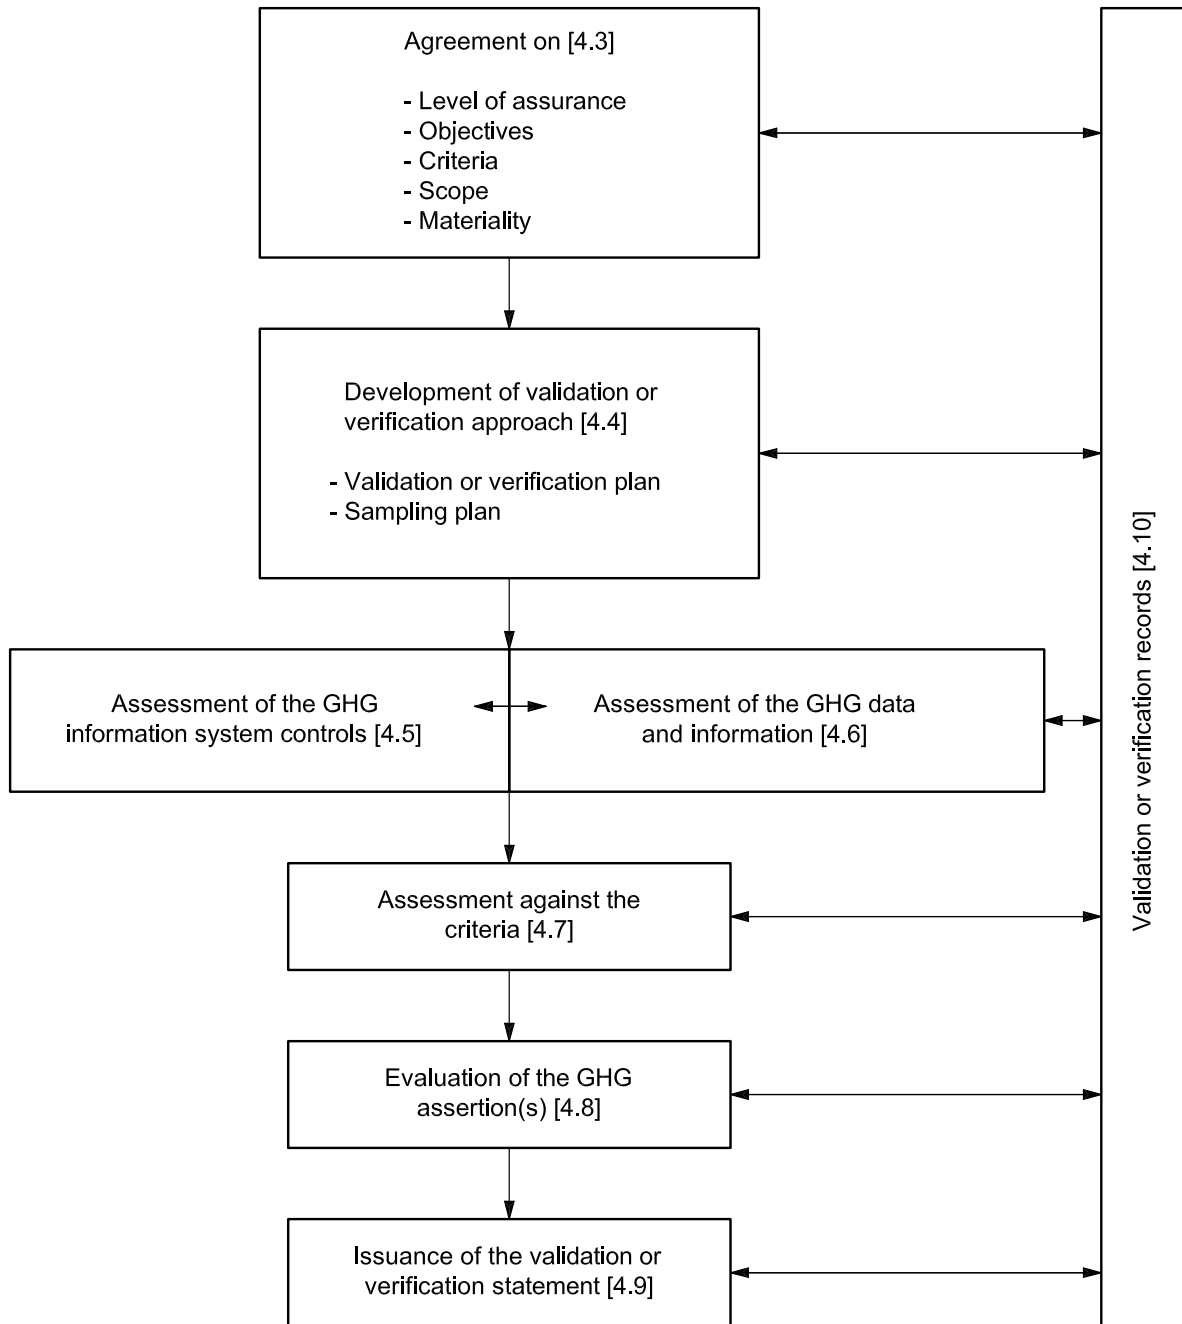 Agreement on [4.3]
- Level of assurance
- Objectives
- Criteria
- Scope
- Materiality
Development of validation or
verification approach [4.4]
- Validation or verification plan
- Sampling plan
Assessment of the GHG
information system controls [4.5]
Assessment of the GHG data
and information [4.6]
Assessment against the
criteria [4.7]
Evaluation of the GHG
assertion(s) [4.8]
Issuance of the validation or
verification statement [4.9]
Validation or verification records [4.10]